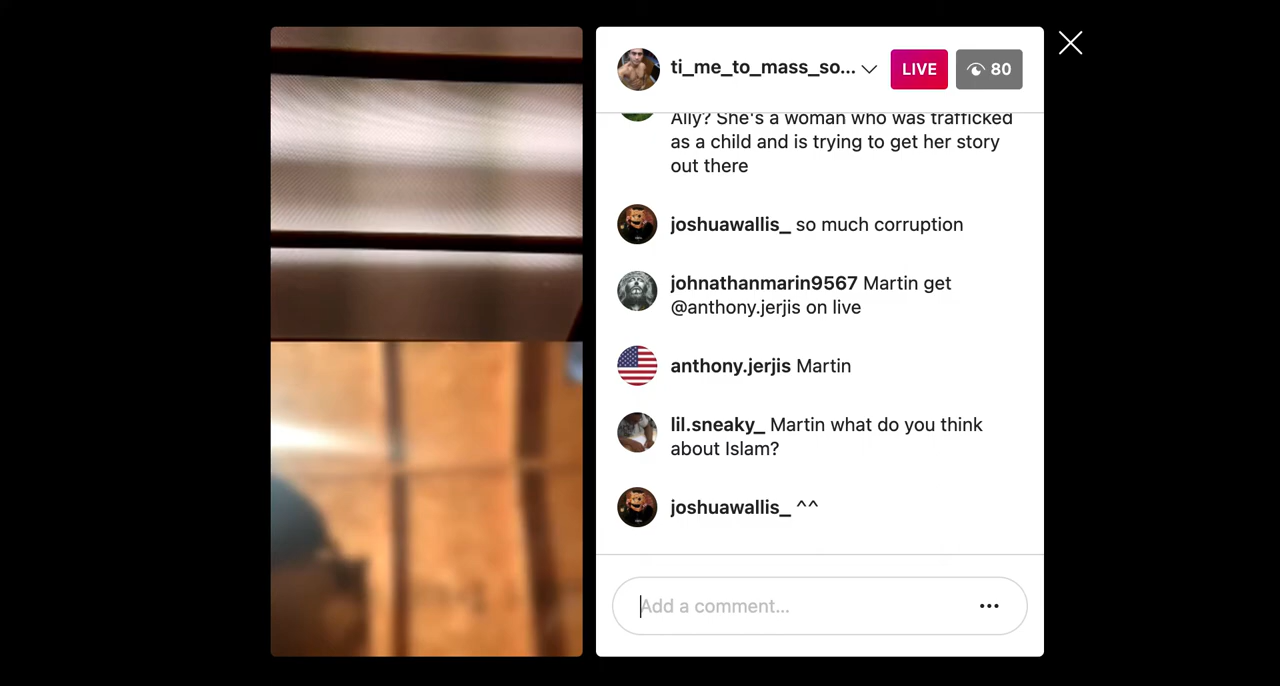 ti_me_to_mass_so...
LIVE
80
Ally? She's a woman who was trafficked
as a child and is trying to get her story
out there
joshuawallis_ so much corruption
johnathanmarin9567 Martin get
@anthony.jerjis on live
anthony.jerjis Martin
lil.sneaky_ Martin what do you think
about Islam?
joshuawallis_ ^^
Add a comment...